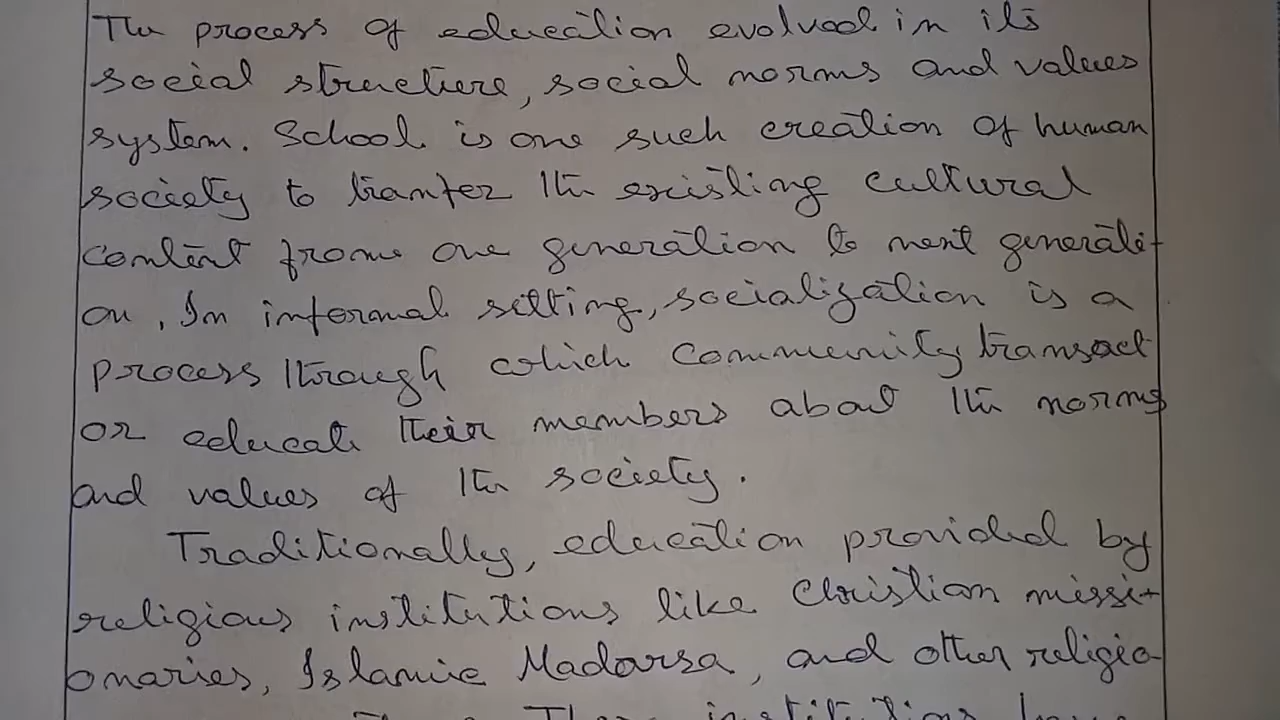 The process of education evolved in its
social structure, social norms and values
system. School is one such creation of human
society to tranfer the existing cultural
content frome one generation to next generati-
on, In informal setting, socialization is a
process through which community transact
or educate their members about the norms
and values of the society.
Traditionally, education provided by
religious institutions like Christian missi-
onaries, Islamic Madarsa, and other religio-
institutions